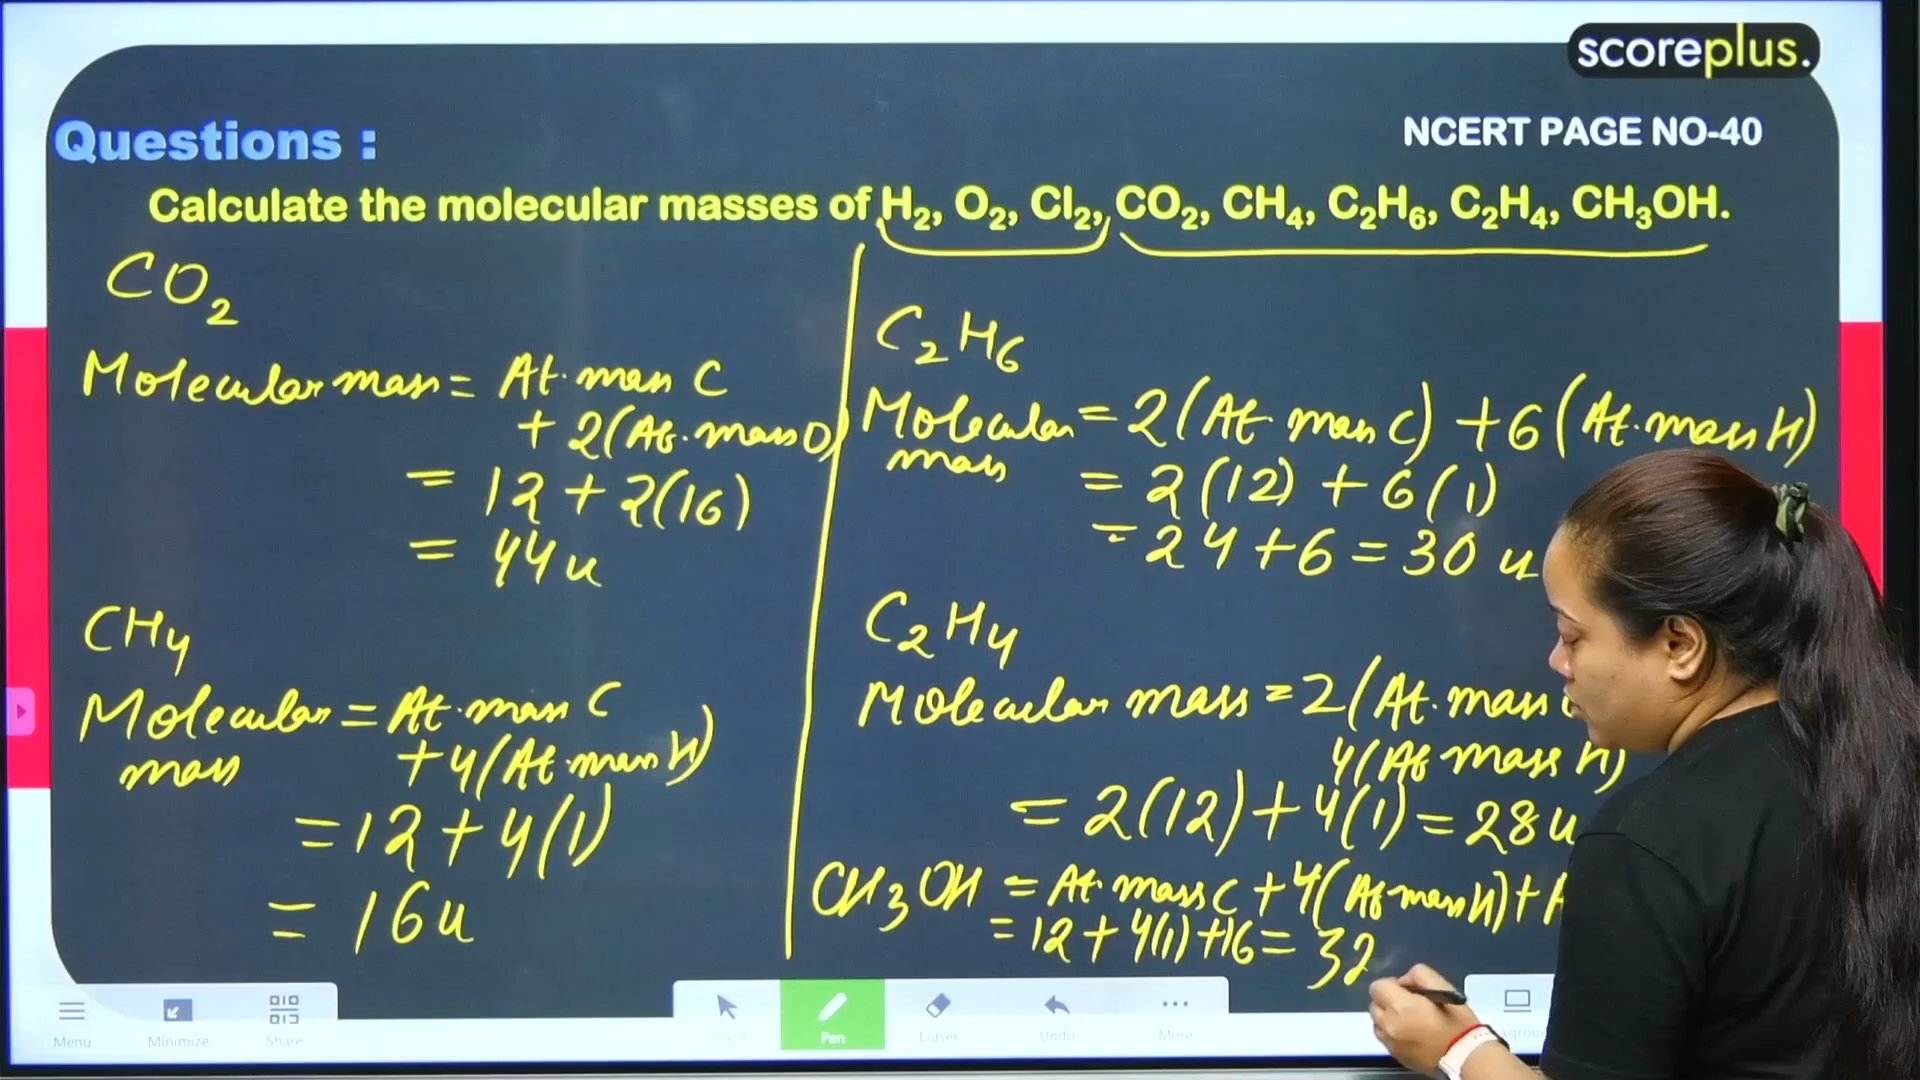 scoreplus.
Questions :
NCERT PAGE NO-40
Calculate the molecular masses of H₂, O₂, Cl₂, CO₂, CH₄, C₂H₆, C₂H₄, CH₃OH.
CO₂
Molecular mass = At. mass C
+ 2(At. mass O)
= 12 + 2(16)
= 44u
CH₄
Molecular = At. mass C
mass + 4(At. mass H)
= 12 + 4(1)
= 16u
C₂H₆
Molecular = 2(At. mass C) + 6(At. mass H)
mass = 2(12) + 6(1)
= 24 + 6 = 30 u
C₂H₄
Molecular mass = 2(At. mass
4(At mass H)
= 2(12) + 4(1) = 28u
CH₃OH = At. mass C + 4(At mass H) +
= 12 + 4(1) + 16 = 32
Menu
Minimize
Share
Pen
Eraser
Undo
More